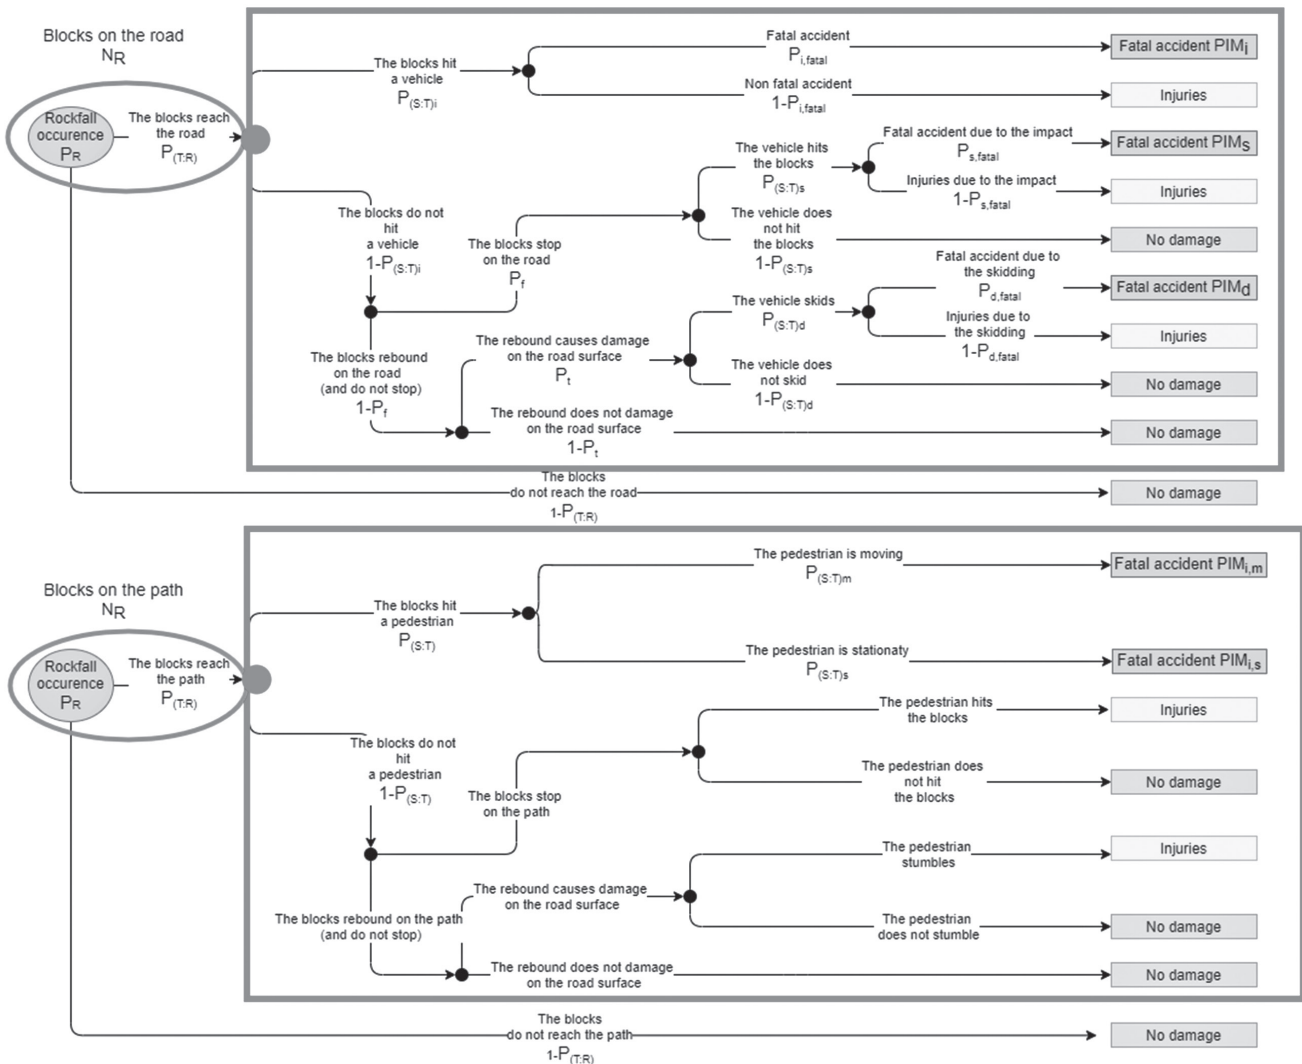 Blocks on the road
NR
Rockfall
occurence
PR
The blocks reach
the road
P(T:R)
The blocks hit
a vehicle
P(S:T)i
Fatal accident
Pi,fatal
Fatal accident PIMi
Non fatal accident
1-Pi,fatal
Injuries
The blocks do not
hit
a vehicle
1-P(S:T)i
The blocks stop
on the road
Pf
The vehicle hits
the blocks
P(S:T)s
Fatal accident due to the impact
Ps,fatal
Fatal accident PIMs
Injuries due to the impact
1-Ps,fatal
Injuries
The vehicle does
not hit
the blocks
1-P(S:T)s
No damage
The blocks rebound
on the road
(and do not stop)
1-Pf
The rebound causes damage
on the road surface
Pt
The vehicle skids
P(S:T)d
Fatal accident due to
the skidding
Pd,fatal
Fatal accident PIMd
Injuries due to
the skidding
1-Pd,fatal
Injuries
The vehicle does
not skid
1-P(S:T)d
No damage
The rebound does not damage
on the road surface
1-Pt
No damage
The blocks
do not reach the road
1-P(T:R)
No damage
Blocks on the path
NR
Rockfall
occurence
PR
The blocks reach
the path
P(T:R)
The blocks hit
a pedestrian
P(S:T)
The pedestrian is moving
P(S:T)m
Fatal accident PIMi,m
The pedestrian is stationaty
P(S:T)s
Fatal accident PIMi,s
The blocks do not
hit
a pedestrian
1-P(S:T)
The blocks stop
on the path
The pedestrian hits
the blocks
Injuries
The pedestrian does
not hit
the blocks
No damage
The blocks rebound on the path
(and do not stop)
The rebound causes damage
on the road surface
The pedestrian
stumbles
Injuries
The pedestrian
does not stumble
No damage
The rebound does not damage
on the road surface
No damage
The blocks
do not reach the path
1-P(T:R)
No damage